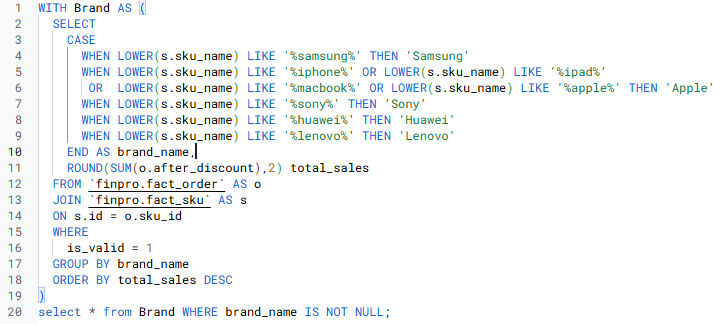 1 WITH Brand AS (
2 SELECT
3 CASE
4 WHEN LOWER(s.sku_name) LIKE '%samsung%' THEN 'Samsung'
5 WHEN LOWER(s.sku_name) LIKE '%iphone%' OR LOWER(s.sku_name) LIKE '%ipad%'
6 OR LOWER(s.sku_name) LIKE '%macbook%' OR LOWER(s.sku_name) LIKE '%apple%' THEN 'Apple'
7 WHEN LOWER(s.sku_name) LIKE '%sony%' THEN 'Sony'
8 WHEN LOWER(s.sku_name) LIKE '%huawei%' THEN 'Huawei'
9 WHEN LOWER(s.sku_name) LIKE '%lenovo%' THEN 'Lenovo'
10 END AS brand_name,
11 ROUND(SUM(o.after_discount),2) total_sales
12 FROM `finpro.fact_order` AS o
13 JOIN `finpro.fact_sku` AS s
14 ON s.id = o.sku_id
15 WHERE
16 is_valid = 1
17 GROUP BY brand_name
18 ORDER BY total_sales DESC
19 )
20 select * from Brand WHERE brand_name IS NOT NULL;